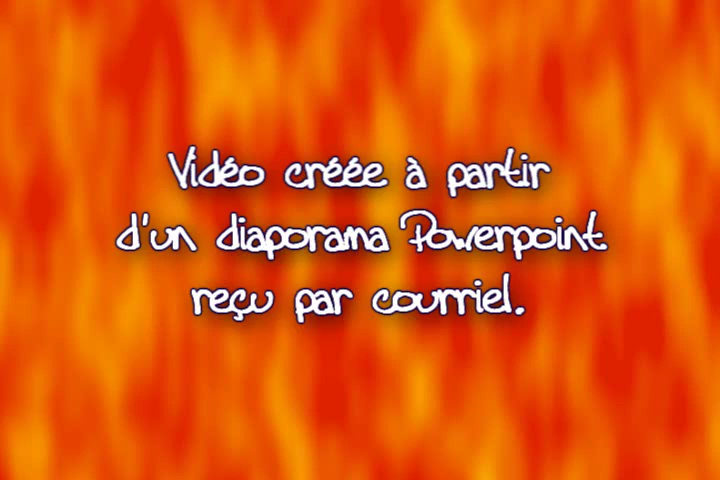 Vidéo créée à partir
d'un diaporama Powerpoint
reçu par courriel.